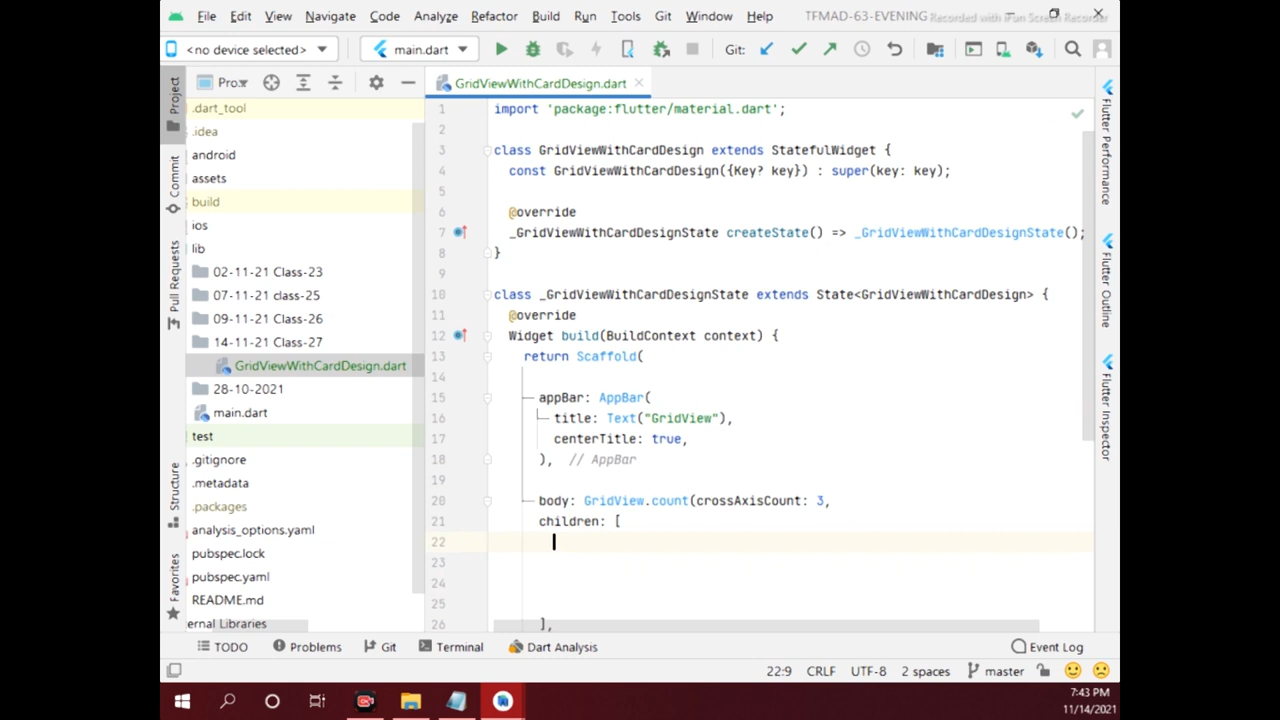 File Edit View Navigate Code Analyze Refactor Build Run Tools Git Window Help TFMAD-63-EVENING Recorded with iFun Screen Recorder
<no device selected> main.dart Git:
Project
Commit
Pull Requests
Structure
Favorites
Pro
.dart_tool
.idea
android
assets
build
ios
lib
02-11-21 Class-23
07-11-21 class-25
09-11-21 Class-26
14-11-21 Class-27
GridViewWithCardDesign.dart
28-10-2021
main.dart
test
.gitignore
.metadata
.packages
analysis_options.yaml
pubspec.lock
pubspec.yaml
README.md
ernal Libraries
GridViewWithCardDesign.dart
1 import 'package:flutter/material.dart';
2
3 class GridViewWithCardDesign extends StatefulWidget {
4 const GridViewWithCardDesign({Key? key}) : super(key: key);
5
6 @override
7 _GridViewWithCardDesignState createState() => _GridViewWithCardDesignState();
8 }
9
10 class _GridViewWithCardDesignState extends State<GridViewWithCardDesign> {
11 @override
12 Widget build(BuildContext context) {
13 return Scaffold(
14
15 appBar: AppBar(
16 title: Text("GridView"),
17 centerTitle: true,
18 ), // AppBar
19
20 body: GridView.count(crossAxisCount: 3,
21 children: [
22
23
24
25
26 ],
Flutter Performance
Flutter Outline
Flutter Inspector
TODO Problems Git Terminal Dart Analysis Event Log
22:9 CRLF UTF-8 2 spaces master
7:43 PM
11/14/2021